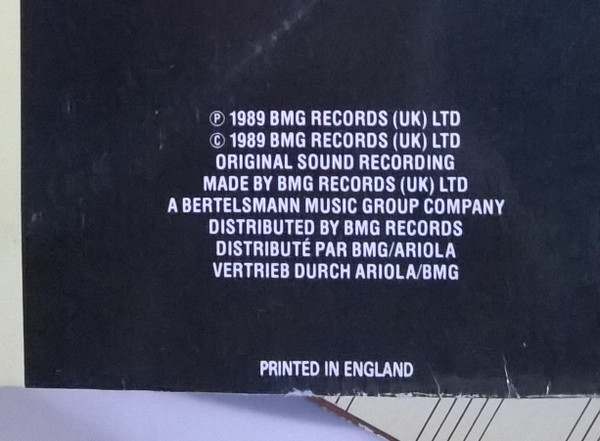 ℗ 1989 BMG RECORDS (UK) LTD
© 1989 BMG RECORDS (UK) LTD
ORIGINAL SOUND RECORDING
MADE BY BMG RECORDS (UK) LTD
A BERTELSMANN MUSIC GROUP COMPANY
DISTRIBUTED BY BMG RECORDS
DISTRIBUTÉ PAR BMG/ARIOLA
VERTRIEB DURCH ARIOLA/BMG
PRINTED IN ENGLAND